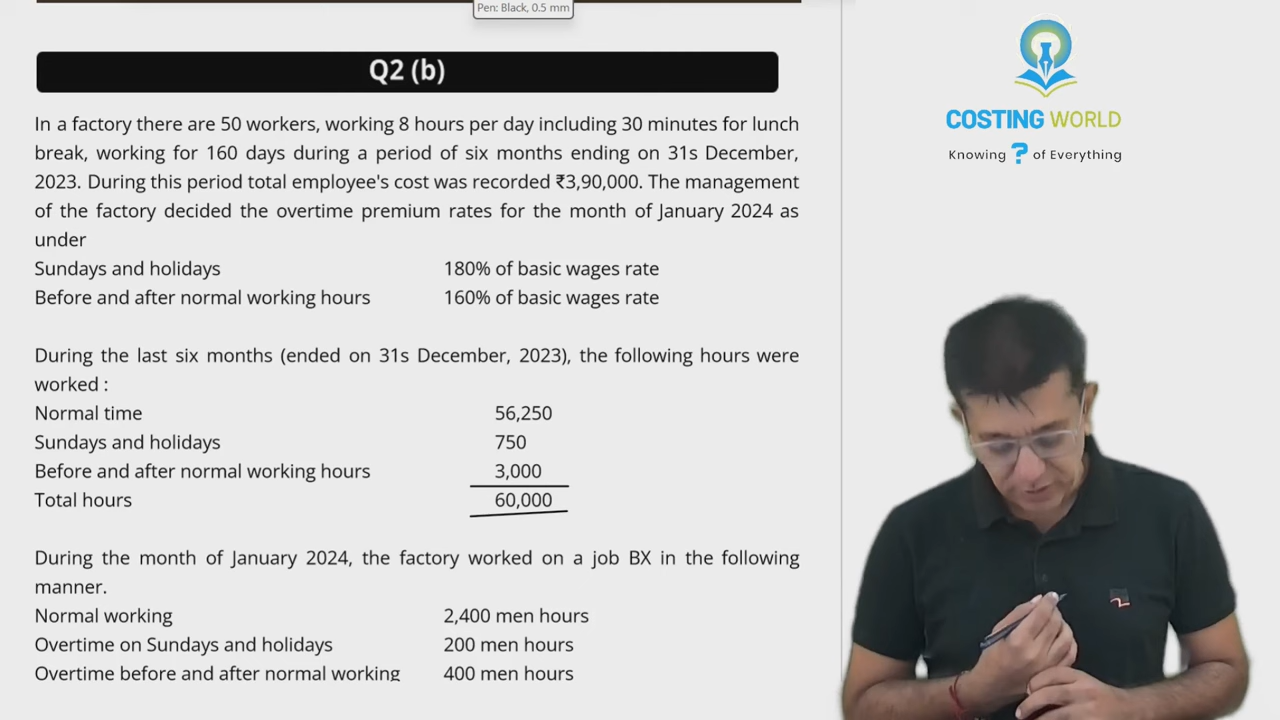 Pen: Black, 0.5 mm
Q2 (b)
In a factory there are 50 workers, working 8 hours per day including 30 minutes for lunch
break, working for 160 days during a period of six months ending on 31s December,
2023. During this period total employee's cost was recorded ₹3,90,000. The management
of the factory decided the overtime premium rates for the month of January 2024 as
under
Sundays and holidays 180% of basic wages rate
Before and after normal working hours 160% of basic wages rate
During the last six months (ended on 31s December, 2023), the following hours were
worked :
Normal time 56,250
Sundays and holidays 750
Before and after normal working hours 3,000
Total hours 60,000
During the month of January 2024, the factory worked on a job BX in the following
manner.
Normal working 2,400 men hours
Overtime on Sundays and holidays 200 men hours
Overtime before and after normal working 400 men hours
COSTING WORLD
Knowing ? of Everything